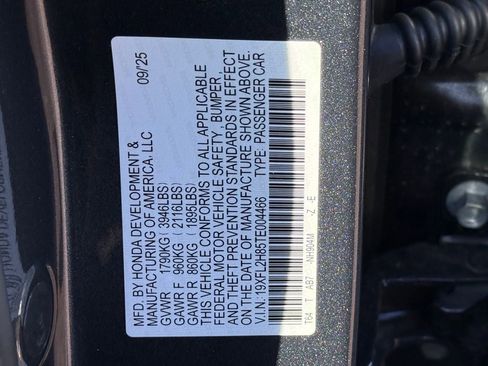 MFD. BY HONDA DEVELOPMENT & 09/25
MANUFACTURING OF AMERICA, LLC
GVWR 1790KG(3946LBS)
GAWR F 960KG(2116LBS)
GAWR R 860KG(1895LBS)
THIS VEHICLE CONFORMS TO ALL APPLICABLE
FEDERAL MOTOR VEHICLE SAFETY, BUMPER,
AND THEFT PREVENTION STANDARDS IN EFFECT
ON THE DATE OF MANUFACTURE SHOWN ABOVE.
V.I.N: 19XFL2H85TE004466 TYPE: PASSENGER CAR
T64 T AB7 -NH904M -Z -E